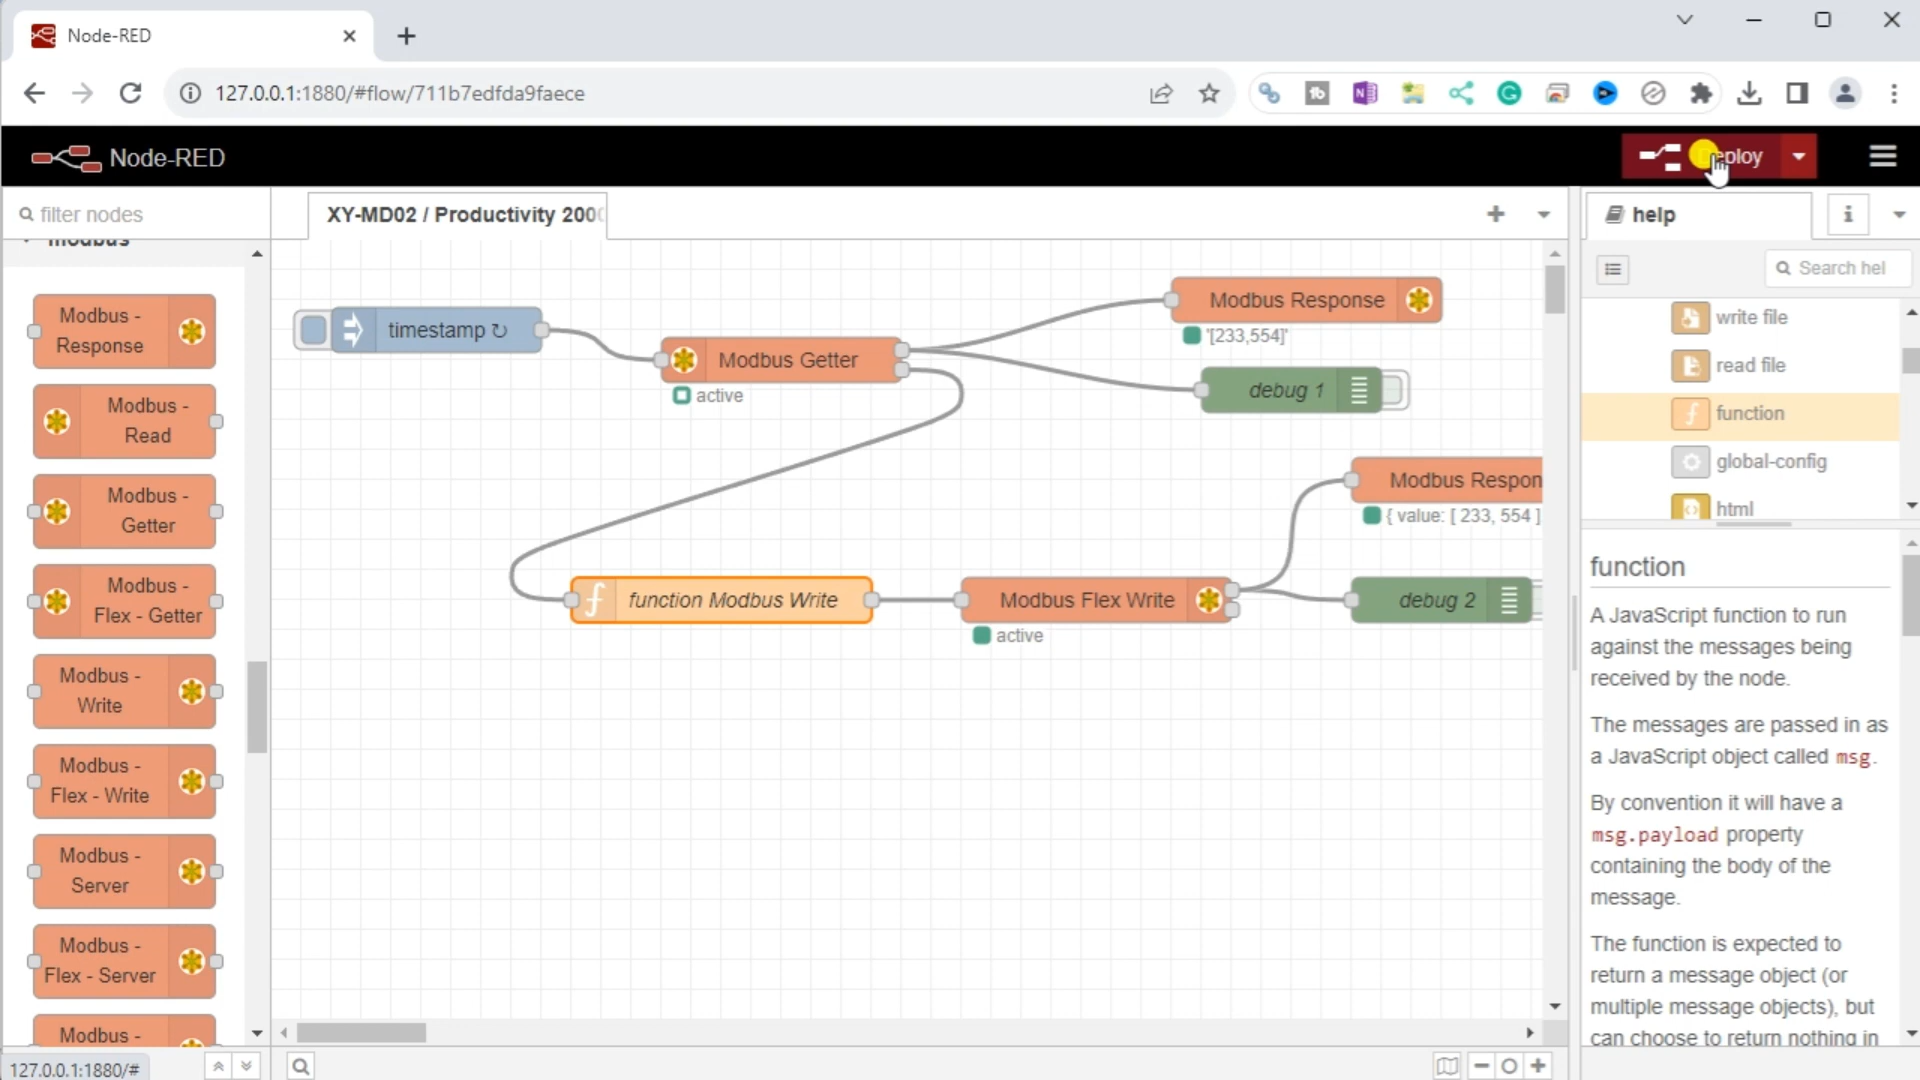 Node-RED
127.0.0.1:1880/#flow/711b7edfda9faece
Node-RED
filter nodes
XY-MD02 / Productivity 200
help
Search hel
modbus
Modbus -
Response
Modbus -
Read
Modbus -
Getter
Modbus -
Flex - Getter
Modbus -
Write
Modbus -
Flex - Write
Modbus -
Server
Modbus -
Flex - Server
Modbus -
timestamp ↻
Modbus Getter
active
Modbus Response
'[233,554]'
debug 1
Modbus Respon
{ value: [ 233, 554 ]
function Modbus Write
Modbus Flex Write
active
debug 2
write file
read file
function
global-config
html
function
A JavaScript function to run
against the messages being
received by the node.
The messages are passed in as
a JavaScript object called msg.
By convention it will have a
msg.payload property
containing the body of the
message.
The function is expected to
return a message object (or
multiple message objects), but
can choose to return nothing in
127.0.0.1:1880/#